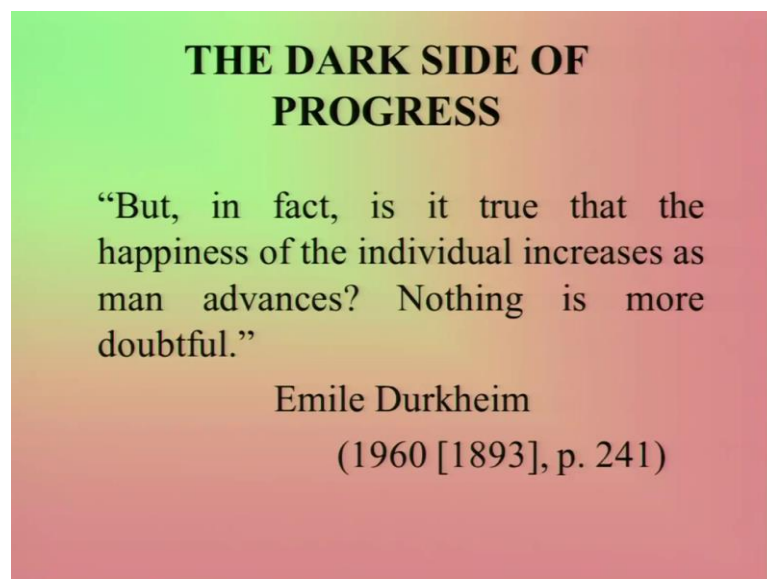 THE DARK SIDE OF
PROGRESS
“But, in fact, is it true that the
happiness of the individual increases as
man advances? Nothing is more
doubtful.”
Emile Durkheim
(1960 [1893], p. 241)